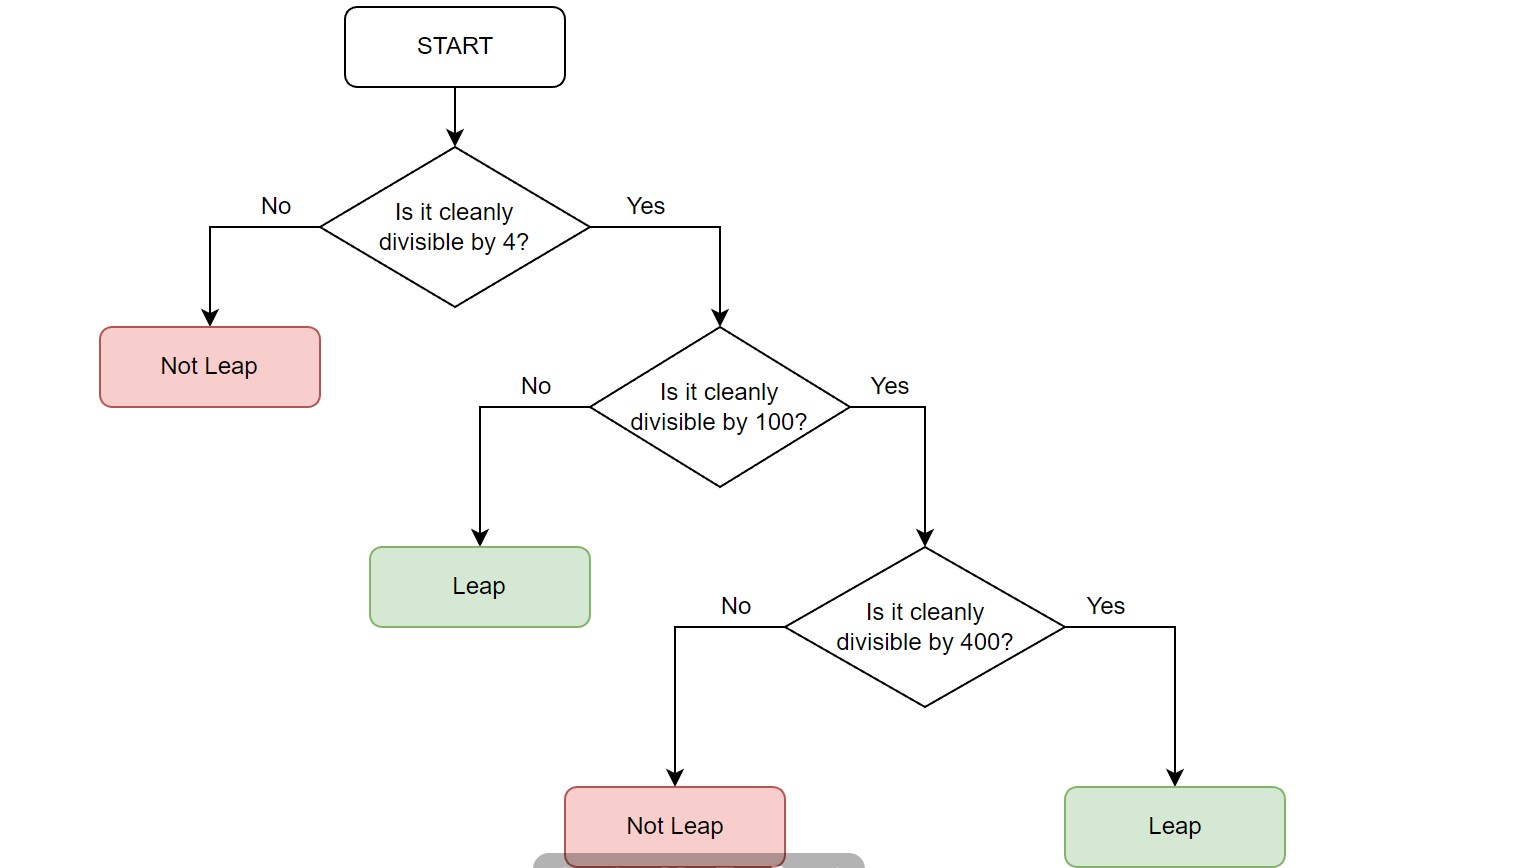 START
No
Yes
Is it cleanly
divisible by 4?
Not Leap
No
Yes
Is it cleanly
divisible by 100?
Leap
No
Yes
Is it cleanly
divisible by 400?
Not Leap
Leap